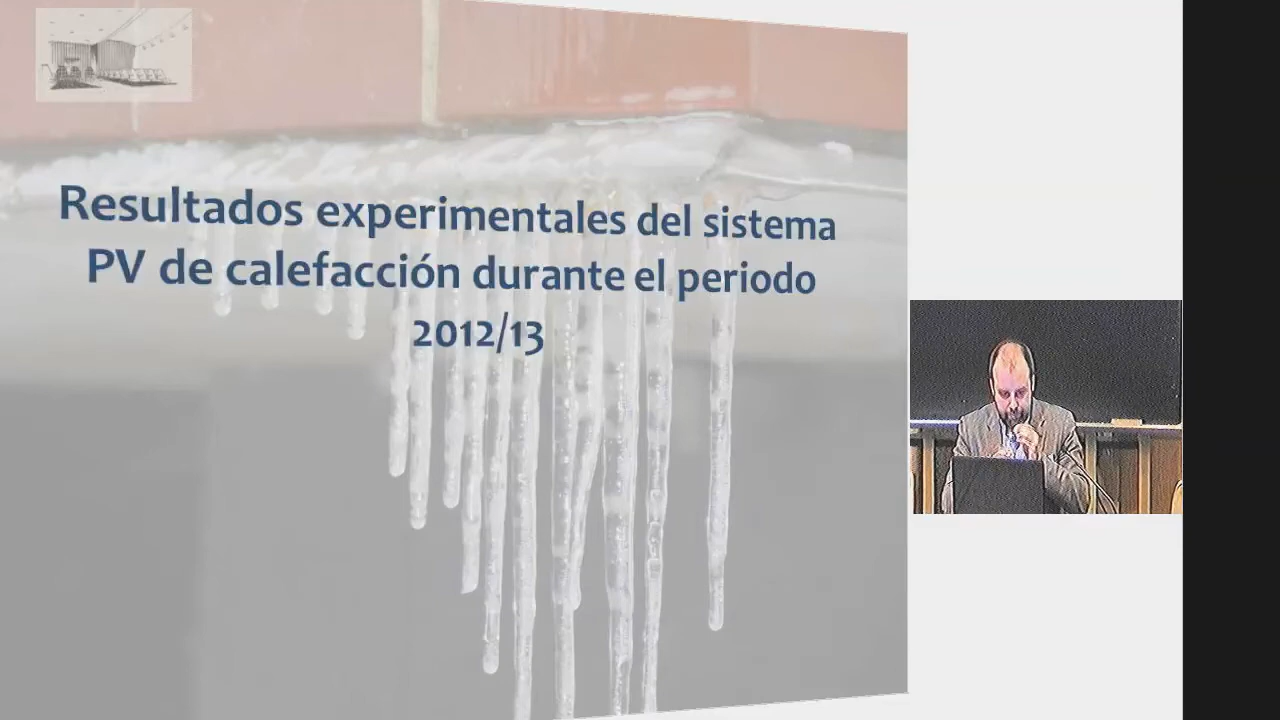 Resultados experimentales del sistema
PV de calefacción durante el periodo
2012/13